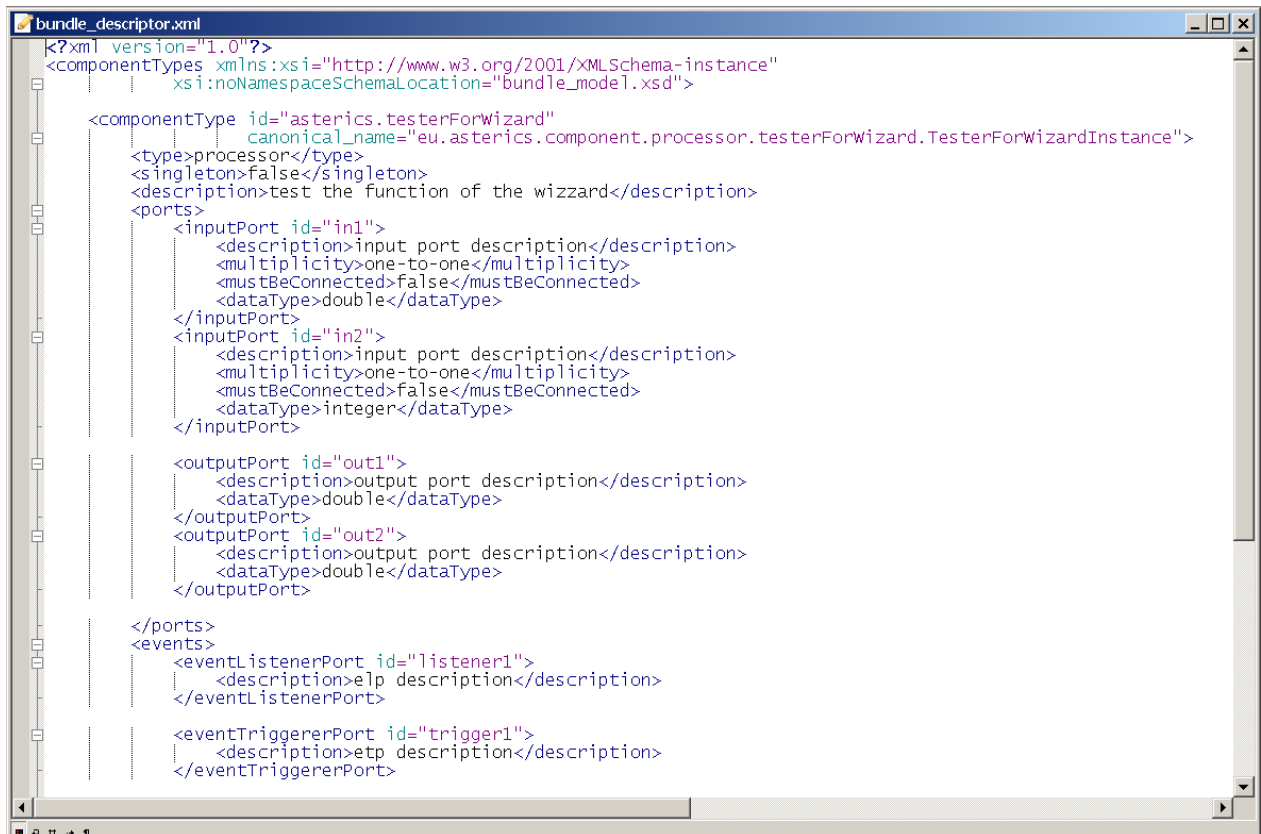 bundle_descriptor.xml
<?xml version="1.0"?>
<componentTypes xmlns:xsi="http://www.w3.org/2001/XMLSchema-instance"
xsi:noNamespaceSchemaLocation="bundle_model.xsd">
<componentType id="asterics.testerForWizard"
canonical_name="eu.asterics.component.processor.testerForWizard.TesterForWizardInstance">
<type>processor</type>
<singleton>false</singleton>
<description>test the function of the wizzard</description>
<ports>
<inputPort id="in1">
<description>input port description</description>
<multiplicity>one-to-one</multiplicity>
<mustBeConnected>false</mustBeConnected>
<dataType>double</dataType>
</inputPort>
<inputPort id="in2">
<description>input port description</description>
<multiplicity>one-to-one</multiplicity>
<mustBeConnected>false</mustBeConnected>
<dataType>integer</dataType>
</inputPort>
<outputPort id="out1">
<description>output port description</description>
<dataType>double</dataType>
</outputPort>
<outputPort id="out2">
<description>output port description</description>
<dataType>double</dataType>
</outputPort>
</ports>
<events>
<eventListenerPort id="listener1">
<description>elp description</description>
</eventListenerPort>
<eventTriggererPort id="trigger1">
<description>etp description</description>
</eventTriggererPort>